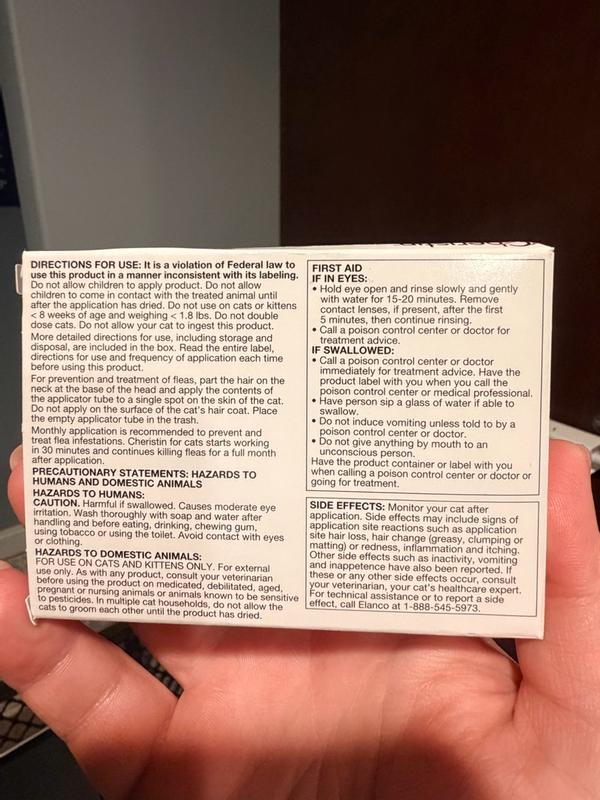 DIRECTIONS FOR USE: It is a violation of Federal law to
use this product in a manner inconsistent with its labeling.
Do not allow children to apply product. Do not allow
children to come in contact with the treated animal until
after the application has dried. Do not use on cats or kittens
< 8 weeks of age and weighing < 1.8 lbs. Do not double
dose cats. Do not allow your cat to ingest this product.
More detailed directions for use, including storage and
disposal, are included in the box. Read the entire label,
directions for use and frequency of application each time
before using this product.
For prevention and treatment of fleas, part the hair on the
neck at the base of the head and apply the contents of
the applicator tube to a single spot on the skin of the cat.
Do not apply on the surface of the cat's hair coat. Place
the empty applicator tube in the trash.
Monthly application is recommended to prevent and
treat flea infestations. Cheristin for cats starts working
in 30 minutes and continues killing fleas for a full month
after application.
PRECAUTIONARY STATEMENTS: HAZARDS TO
HUMANS AND DOMESTIC ANIMALS
HAZARDS TO HUMANS:
CAUTION. Harmful if swallowed. Causes moderate eye
irritation. Wash thoroughly with soap and water after
handling and before eating, drinking, chewing gum,
using tobacco or using the toilet. Avoid contact with eyes
or clothing.
HAZARDS TO DOMESTIC ANIMALS:
FOR USE ON CATS AND KITTENS ONLY. For external
use only. As with any product, consult your veterinarian
before using the product on medicated, debilitated, aged,
pregnant or nursing animals or animals known to be sensitive
to pesticides. In multiple cat households, do not allow the
cats to groom each other until the product has dried.
FIRST AID
IF IN EYES:
• Hold eye open and rinse slowly and gently
with water for 15-20 minutes. Remove
contact lenses, if present, after the first
5 minutes, then continue rinsing.
• Call a poison control center or doctor for
treatment advice.
IF SWALLOWED:
• Call a poison control center or doctor
immediately for treatment advice. Have the
product label with you when you call the
poison control center or medical professional.
• Have person sip a glass of water if able to
swallow.
• Do not induce vomiting unless told to by a
poison control center or doctor.
• Do not give anything by mouth to an
unconscious person.
Have the product container or label with you
when calling a poison control center or doctor or
going for treatment.
SIDE EFFECTS: Monitor your cat after
application. Side effects may include signs of
application site reactions such as application
site hair loss, hair change (greasy, clumping or
matting) or redness, inflammation and itching.
Other side effects such as inactivity, vomiting
and inappetence have also been reported. If
these or any other side effects occur, consult
your veterinarian, your cat's healthcare expert.
For technical assistance or to report a side
effect, call Elanco at 1-888-545-5973.